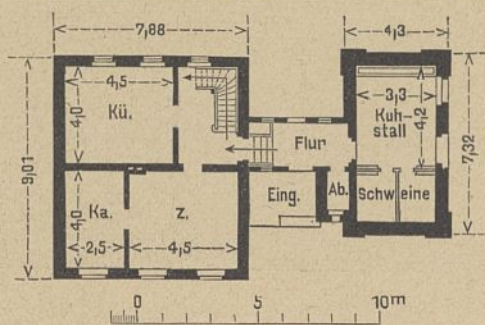 7,88
4,3
4,5
4,0
Kü.
9,01
Flur
3,3
Kuh-
stall
4,2
7,32
Ka.
4,0
2,5
Z.
4,5
Eing.
Ab.
Schweine
0 5 10 m